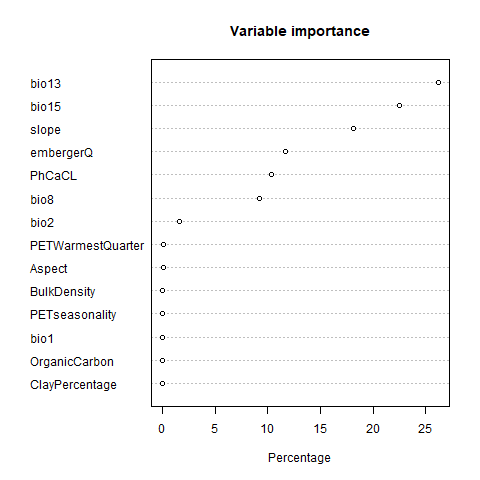 Variable importance
bio13
bio15
slope
embergerQ
PhCaCL
bio8
bio2
PETWarmestQuarter
Aspect
BulkDensity
PETseasonality
bio1
OrganicCarbon
ClayPercentage
0 5 10 15 20 25
Percentage